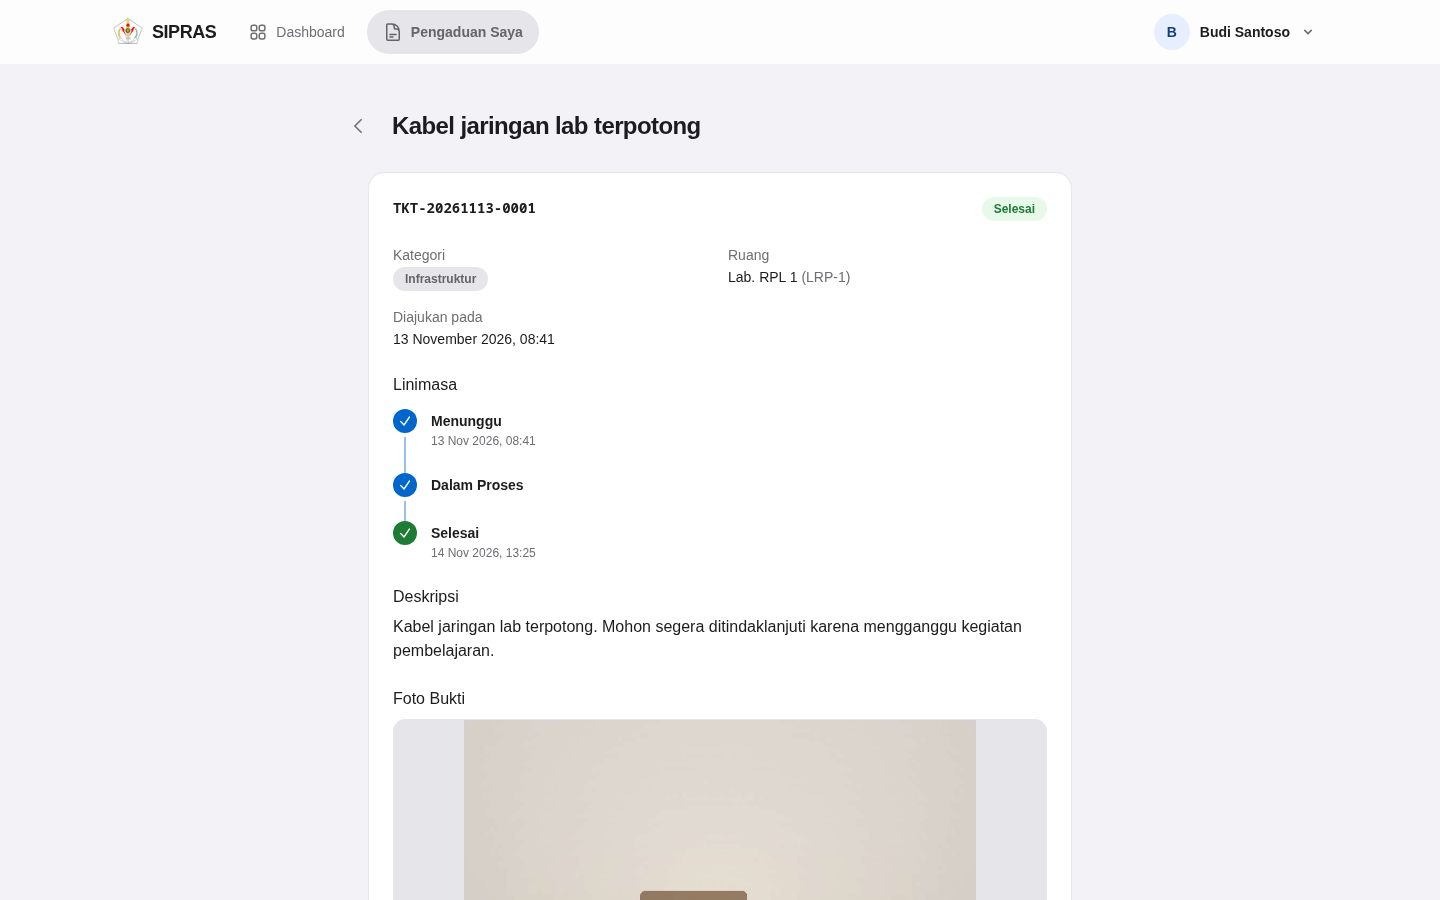 SIPRAS
Dashboard
Pengaduan Saya
B
Budi Santoso
Kabel jaringan lab terpotong
TKT-20261113-0001
Selesai
Kategori
Infrastruktur
Ruang
Lab. RPL 1 (LRP-1)
Diajukan pada
13 November 2026, 08:41
Linimasa
Menunggu
13 Nov 2026, 08:41
Dalam Proses
Selesai
14 Nov 2026, 13:25
Deskripsi
Kabel jaringan lab terpotong. Mohon segera ditindaklanjuti karena mengganggu kegiatan
pembelajaran.
Foto Bukti